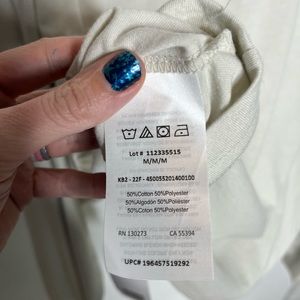 Lot # 112335515
M/M/M
KB2 - 22F - 450055201400100
50%Cotton 50%Polyester
50%Algodón 50%Poliéster
50%Coton 50%Polyester
RN 130273 CA 55394
UPC# 196457519292